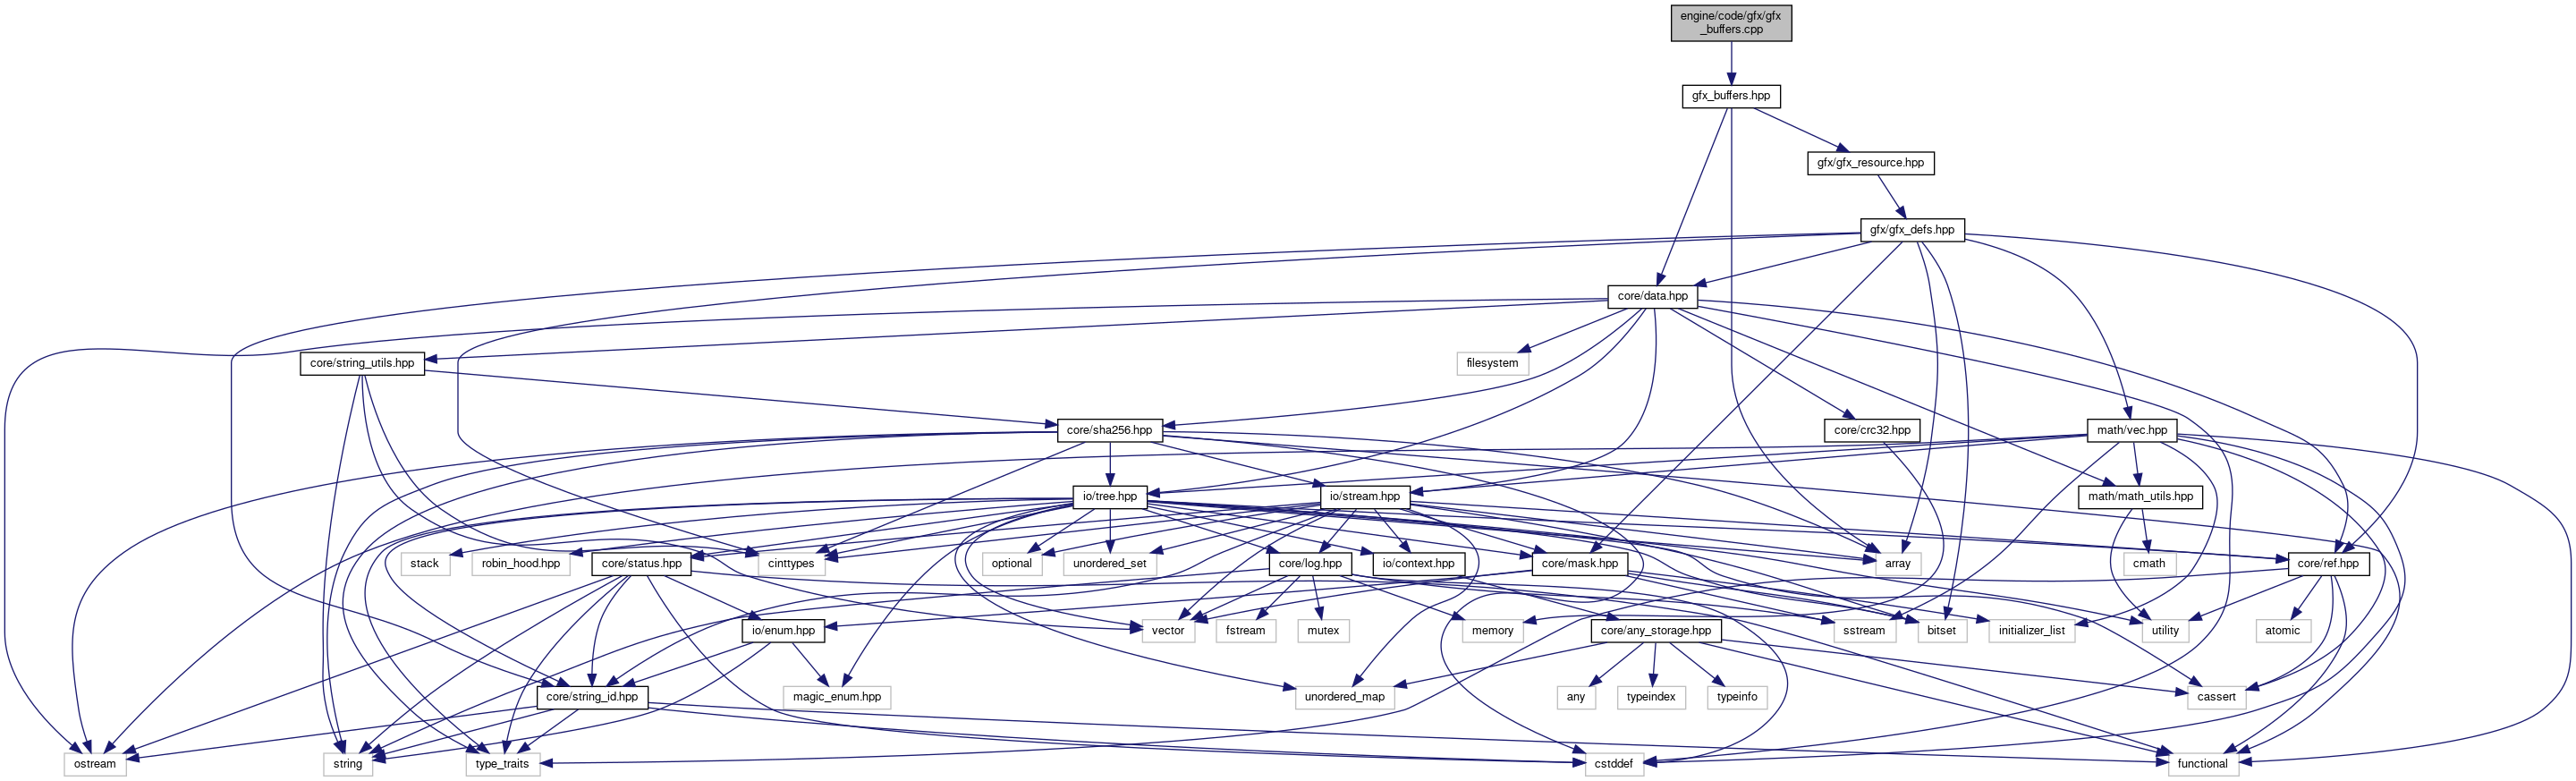 engine/code/gfx/gfx
_buffers.cpp
gfx_buffers.hpp
gfx/gfx_resource.hpp
gfx/gfx_defs.hpp
core/data.hpp
core/string_utils.hpp
filesystem
core/sha256.hpp
core/crc32.hpp
math/vec.hpp
io/tree.hpp
io/stream.hpp
math/math_utils.hpp
stack
robin_hood.hpp
core/status.hpp
cinttypes
optional
unordered_set
core/log.hpp
io/context.hpp
core/mask.hpp
array
cmath
core/ref.hpp
io/enum.hpp
vector
fstream
mutex
memory
core/any_storage.hpp
sstream
bitset
initializer_list
utility
atomic
core/string_id.hpp
magic_enum.hpp
unordered_map
any
typeindex
typeinfo
cassert
ostream
string
type_traits
cstddef
functional